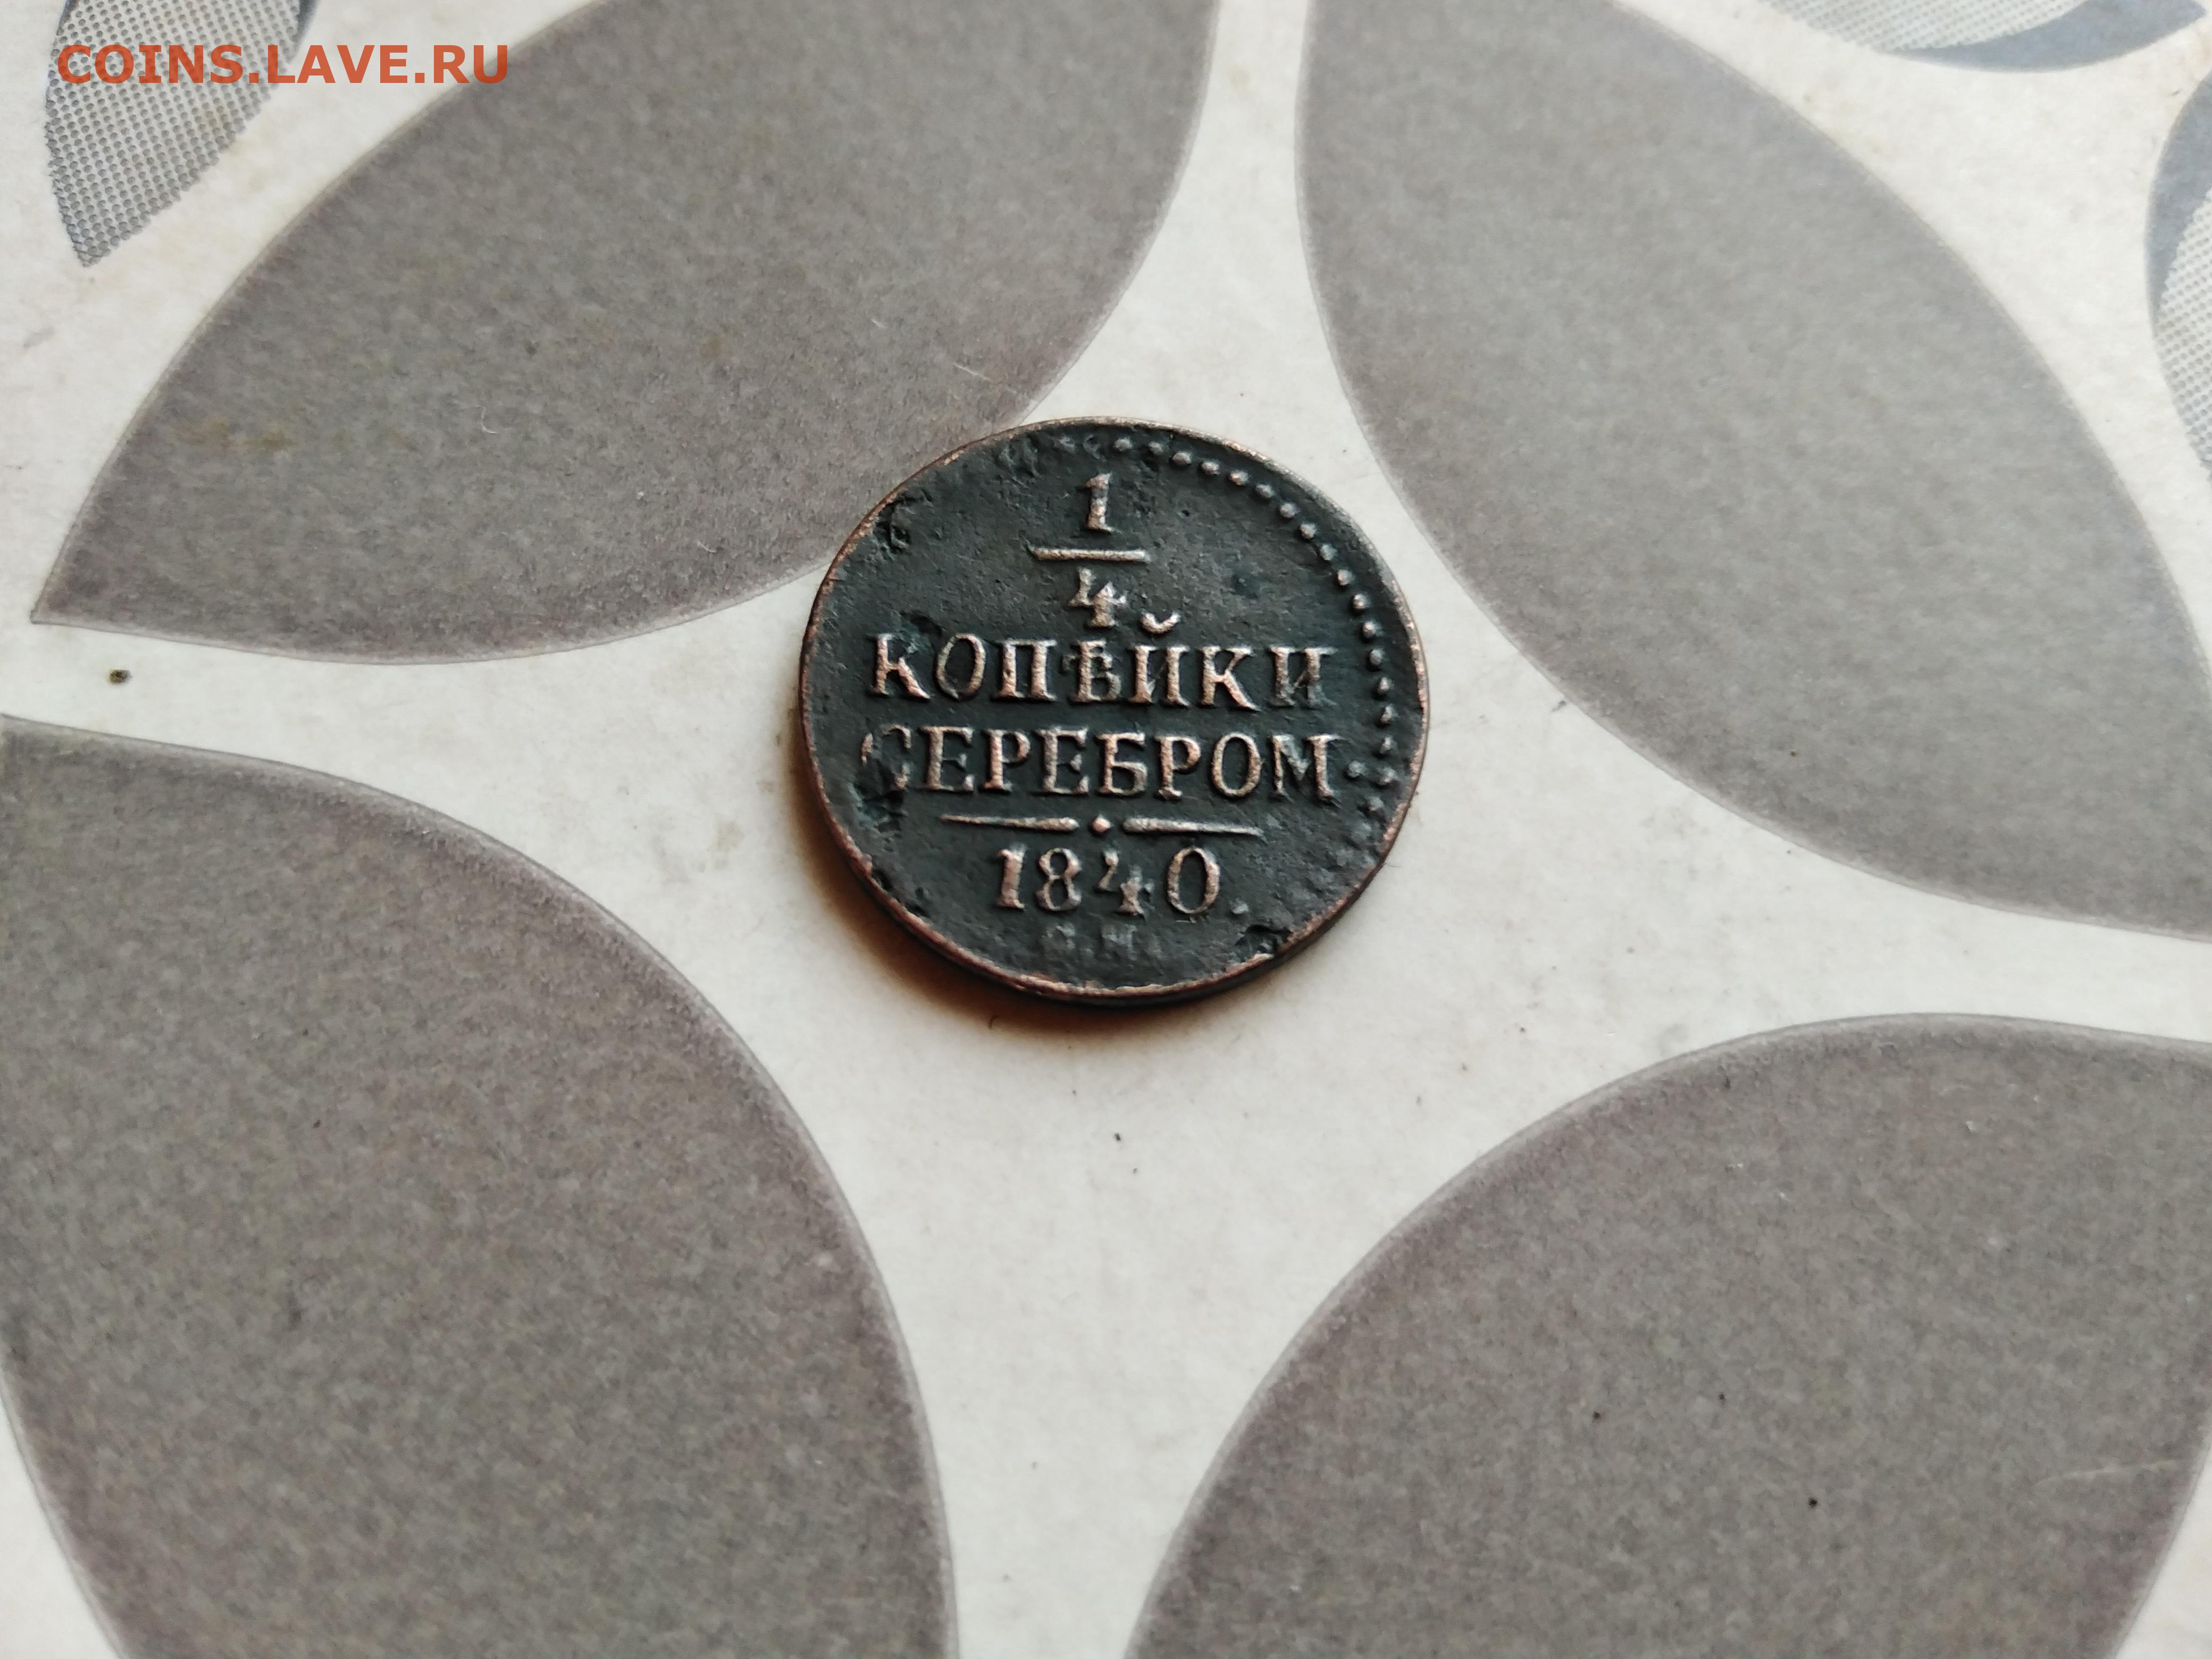 COINS.LAVE.RU
1
4
КОПѢЙКИ
СЕРЕБРОМ
1840.